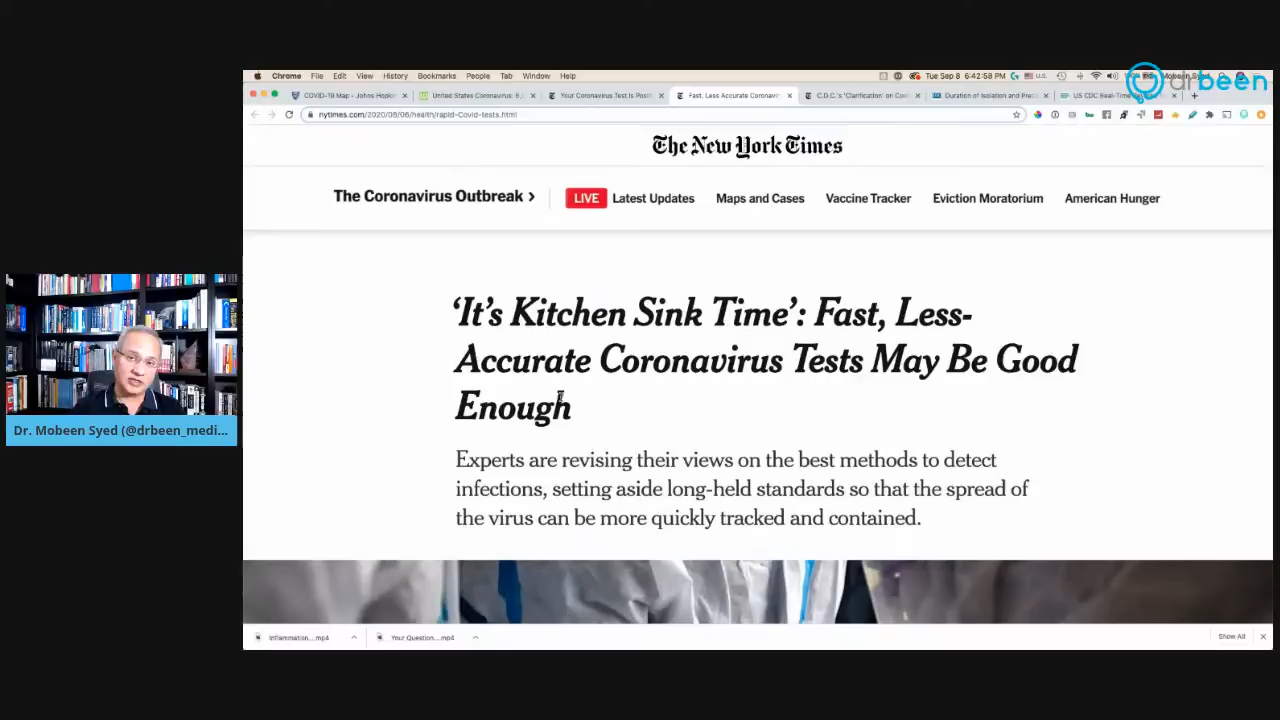 Chrome File Edit View History Bookmarks People Tab Window Help
Tue Sep 8 6:42:58 PM
Mobeen Syed
drbeen
COVID-19 Map - Johns Hopk
United States Coronavirus: 6,
Your Coronavirus Test Is Posit
Fast, Less Accurate Coronavir
C.D.C.'s 'Clarification' on Co
Duration of Isolation and Prec
US CDC Real-Time
nytimes.com/2020/08/06/health/rapid-Covid-tests.html
The New York Times
The Coronavirus Outbreak >
LIVE Latest Updates Maps and Cases Vaccine Tracker Eviction Moratorium American Hunger
‘It’s Kitchen Sink Time’: Fast, Less-
Accurate Coronavirus Tests May Be Good
Enough
Experts are revising their views on the best methods to detect
infections, setting aside long-held standards so that the spread of
the virus can be more quickly tracked and contained.
Dr. Mobeen Syed (@drbeen_medi...
Inflammation....mp4
Your Question....mp4
Show All